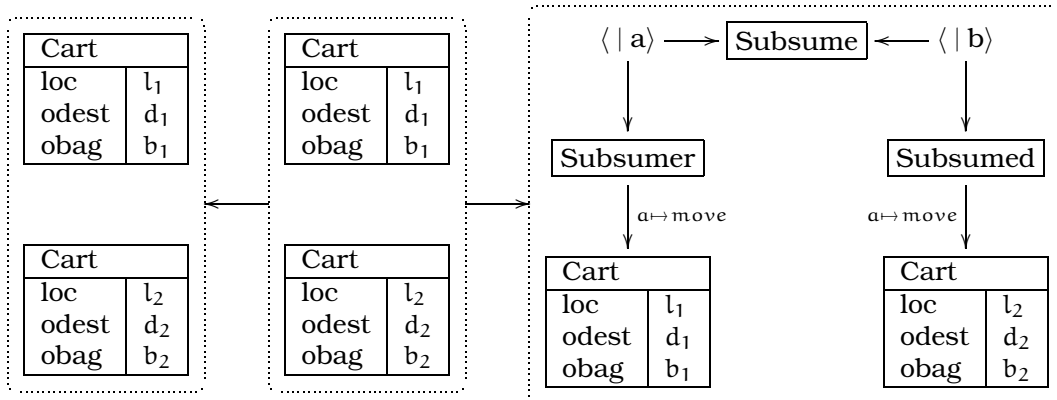 Cart
loc l₁
odest d₁
obag b₁
Cart
loc l₂
odest d₂
obag b₂
Cart
loc l₁
odest d₁
obag b₁
Cart
loc l₂
odest d₂
obag b₂
⟨ | a⟩ Subsume ⟨ | b⟩
Subsumer Subsumed
a↦move a↦move
Cart
loc l₁
odest d₁
obag b₁
Cart
loc l₂
odest d₂
obag b₂